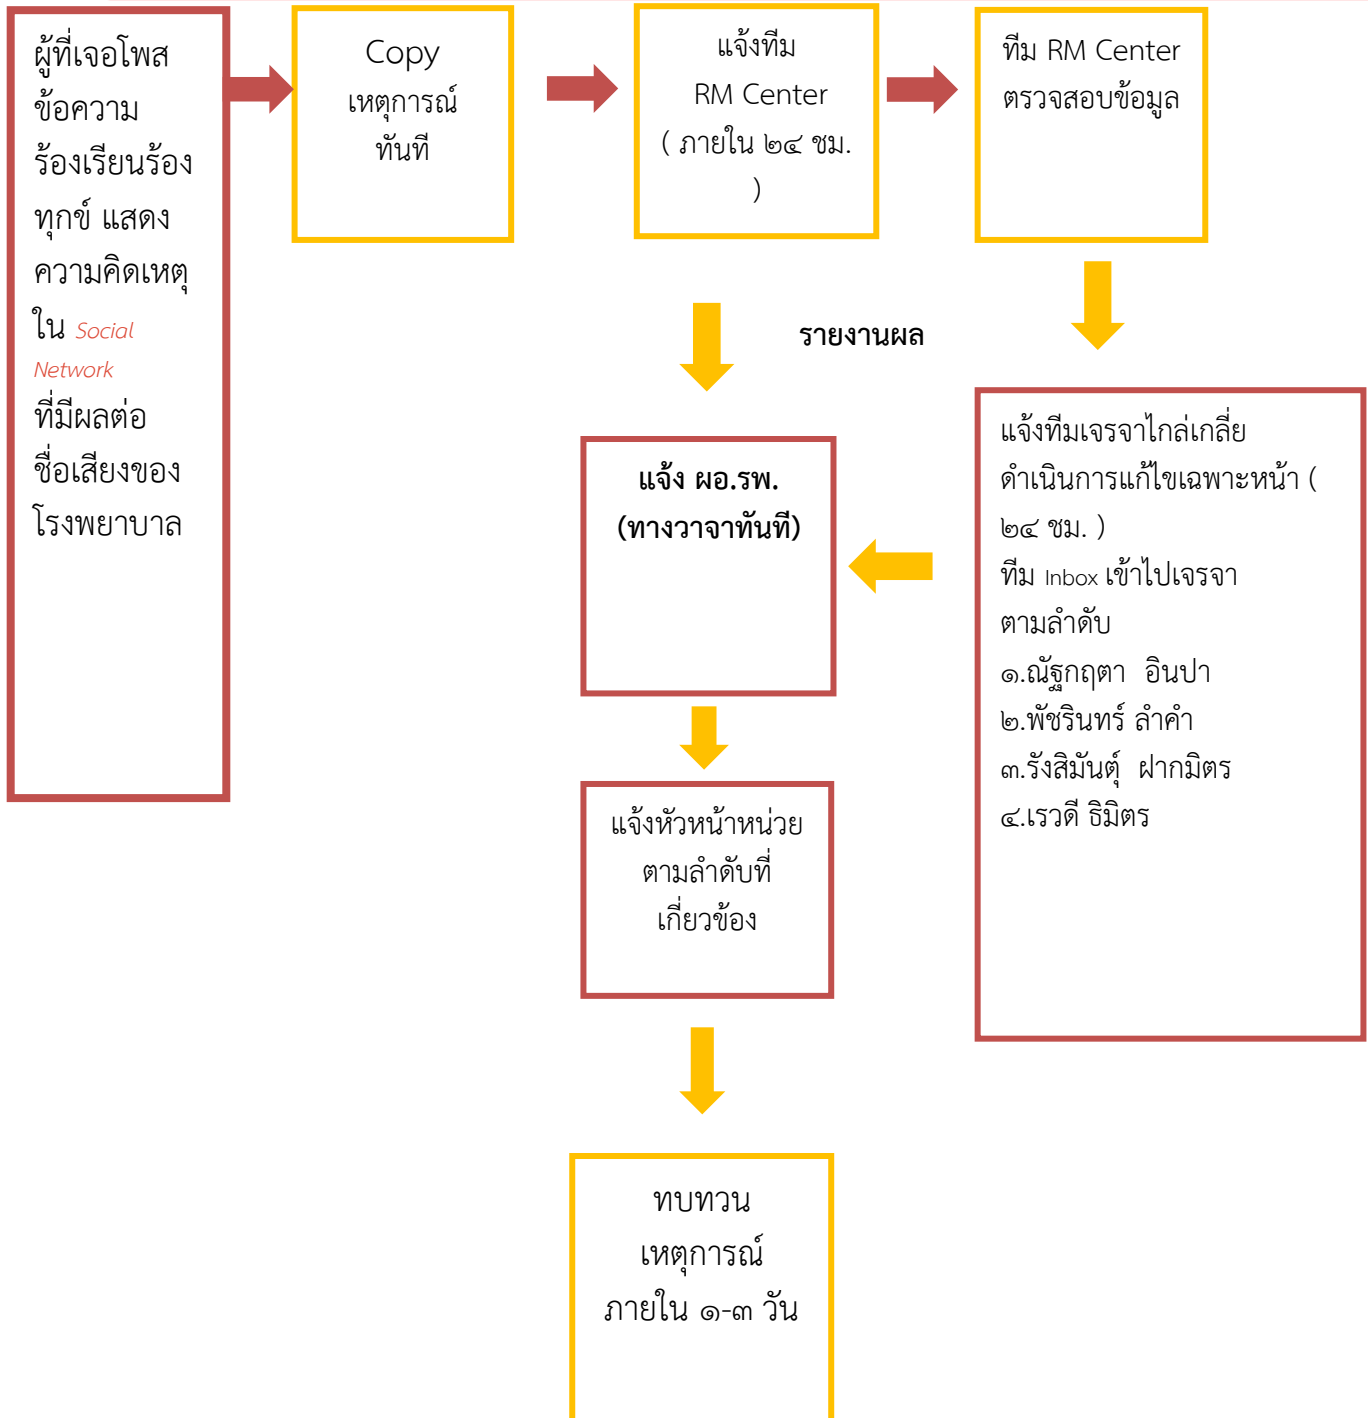 ผู้ที่เจอโพส
ข้อความ
ร้องเรียนร้อง
ทุกข์ แสดง
ความคิดเหตุ
ใน Social
Network
ที่มีผลต่อ
ชื่อเสียงของ
โรงพยาบาล
Copy
เหตุการณ์
ทันที
แจ้งทีม
RM Center
( ภายใน ๒๔ ชม.
)
ทีม RM Center
ตรวจสอบข้อมูล
รายงานผล
แจ้ง ผอ.รพ.
(ทางวาจาทันที)
แจ้งทีมเจรจาไกล่เกลี่ย
ดำเนินการแก้ไขเฉพาะหน้า (
๒๔ ชม. )
ทีม Inbox เข้าไปเจรจา
ตามลำดับ
๑.ณัฐกฤตา  อินปา
๒.พัชรินทร์ ลำคำ
๓.รังสิมันตุ์  ฝากมิตร
๔.เรวดี ธิมิตร
แจ้งหัวหน้าหน่วย
ตามลำดับที่
เกี่ยวข้อง
ทบทวน
เหตุการณ์
ภายใน ๑-๓ วัน